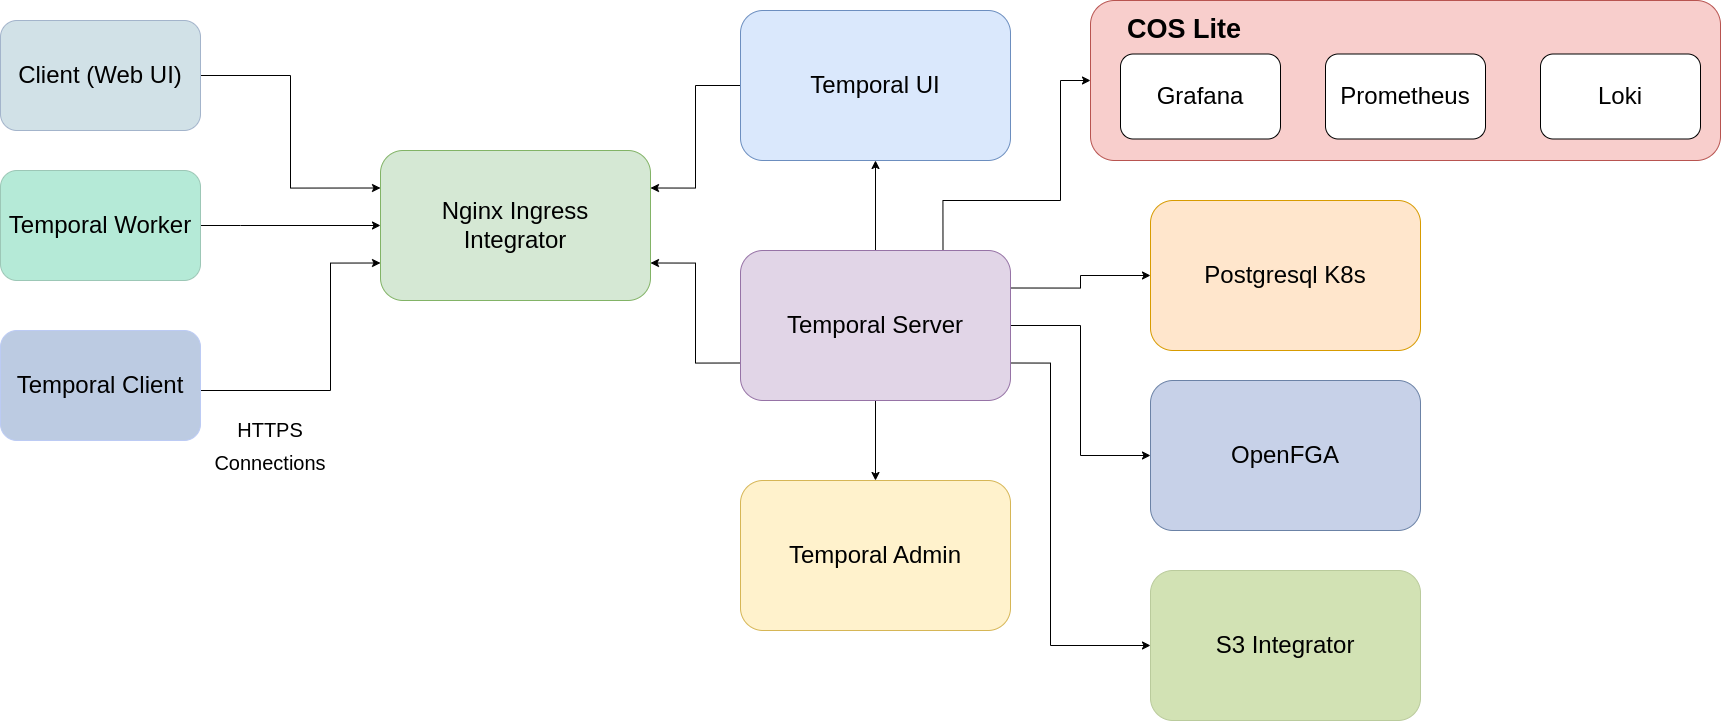 Client (Web UI)
Temporal Worker
Temporal Client
HTTPS
Connections
Nginx Ingress
Integrator
Temporal UI
Temporal Server
Temporal Admin
COS Lite
Grafana
Prometheus
Loki
Postgresql K8s
OpenFGA
S3 Integrator